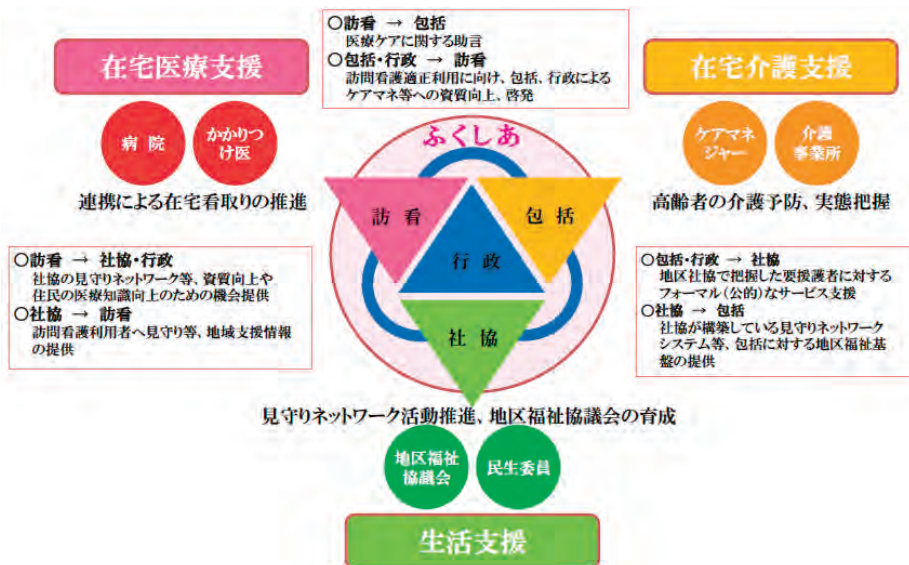 ○訪看 → 包括
医療ケアに関する助言
○包括・行政 → 訪看
訪問看護適正利用に向け、包括、行政による
ケアマネ等への資質向上、啓発
在宅医療支援
病 院
かかりつ
け医
連携による在宅看取りの推進
在宅介護支援
ケアマネ
ジャー
介護
事業所
高齢者の介護予防、実態把握
ふくしあ
訪 看
包 括
行 政
社 協
○訪看 → 社協・行政
社協の見守りネットワーク等、資質向上や
住民の医療知識向上のための機会提供
○社協 → 訪看
訪問看護利用者へ見守り等、地域支援情報
の提供
○包括・行政 → 社協
地区社協で把握した要援護者に対する
フォーマル(公的)なサービス支援
○社協 → 包括
社協が構築している見守りネットワーク
システム等、包括に対する地区福祉基
盤の提供
見守りネットワーク活動推進、地区福祉協議会の育成
地区福祉
協議会
民生委員
生活支援